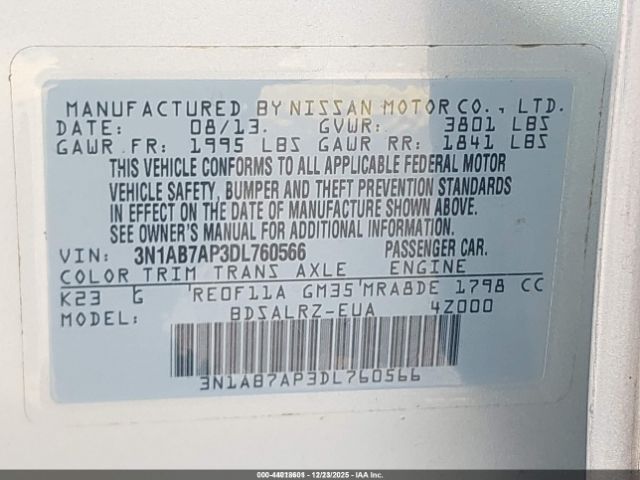 MANUFACTURED BY NISSAN MOTOR CO., LTD.
DATE: 08/13. GVWR: 3801 LBS
GAWR FR: 1995 LBS GAWR RR: 1841 LBS
THIS VEHICLE CONFORMS TO ALL APPLICABLE FEDERAL MOTOR
VEHICLE SAFETY, BUMPER AND THEFT PREVENTION STANDARDS
IN EFFECT ON THE DATE OF MANUFACTURE SHOWN ABOVE.
SEE OWNER'S MANUAL FOR ADDITIONAL INFORMATION.
VIN: 3N1AB7AP3DL760566 PASSENGER CAR.
COLOR TRIM TRANS AXLE ENGINE
K23 G RE0F11A GM35 MRA8DE 1798 CC
MODEL: BDSALRZ-EUA 4Z000
3N1AB7AP3DL760566
000-44018601 - 12/23/2025 - IAAI Inc.